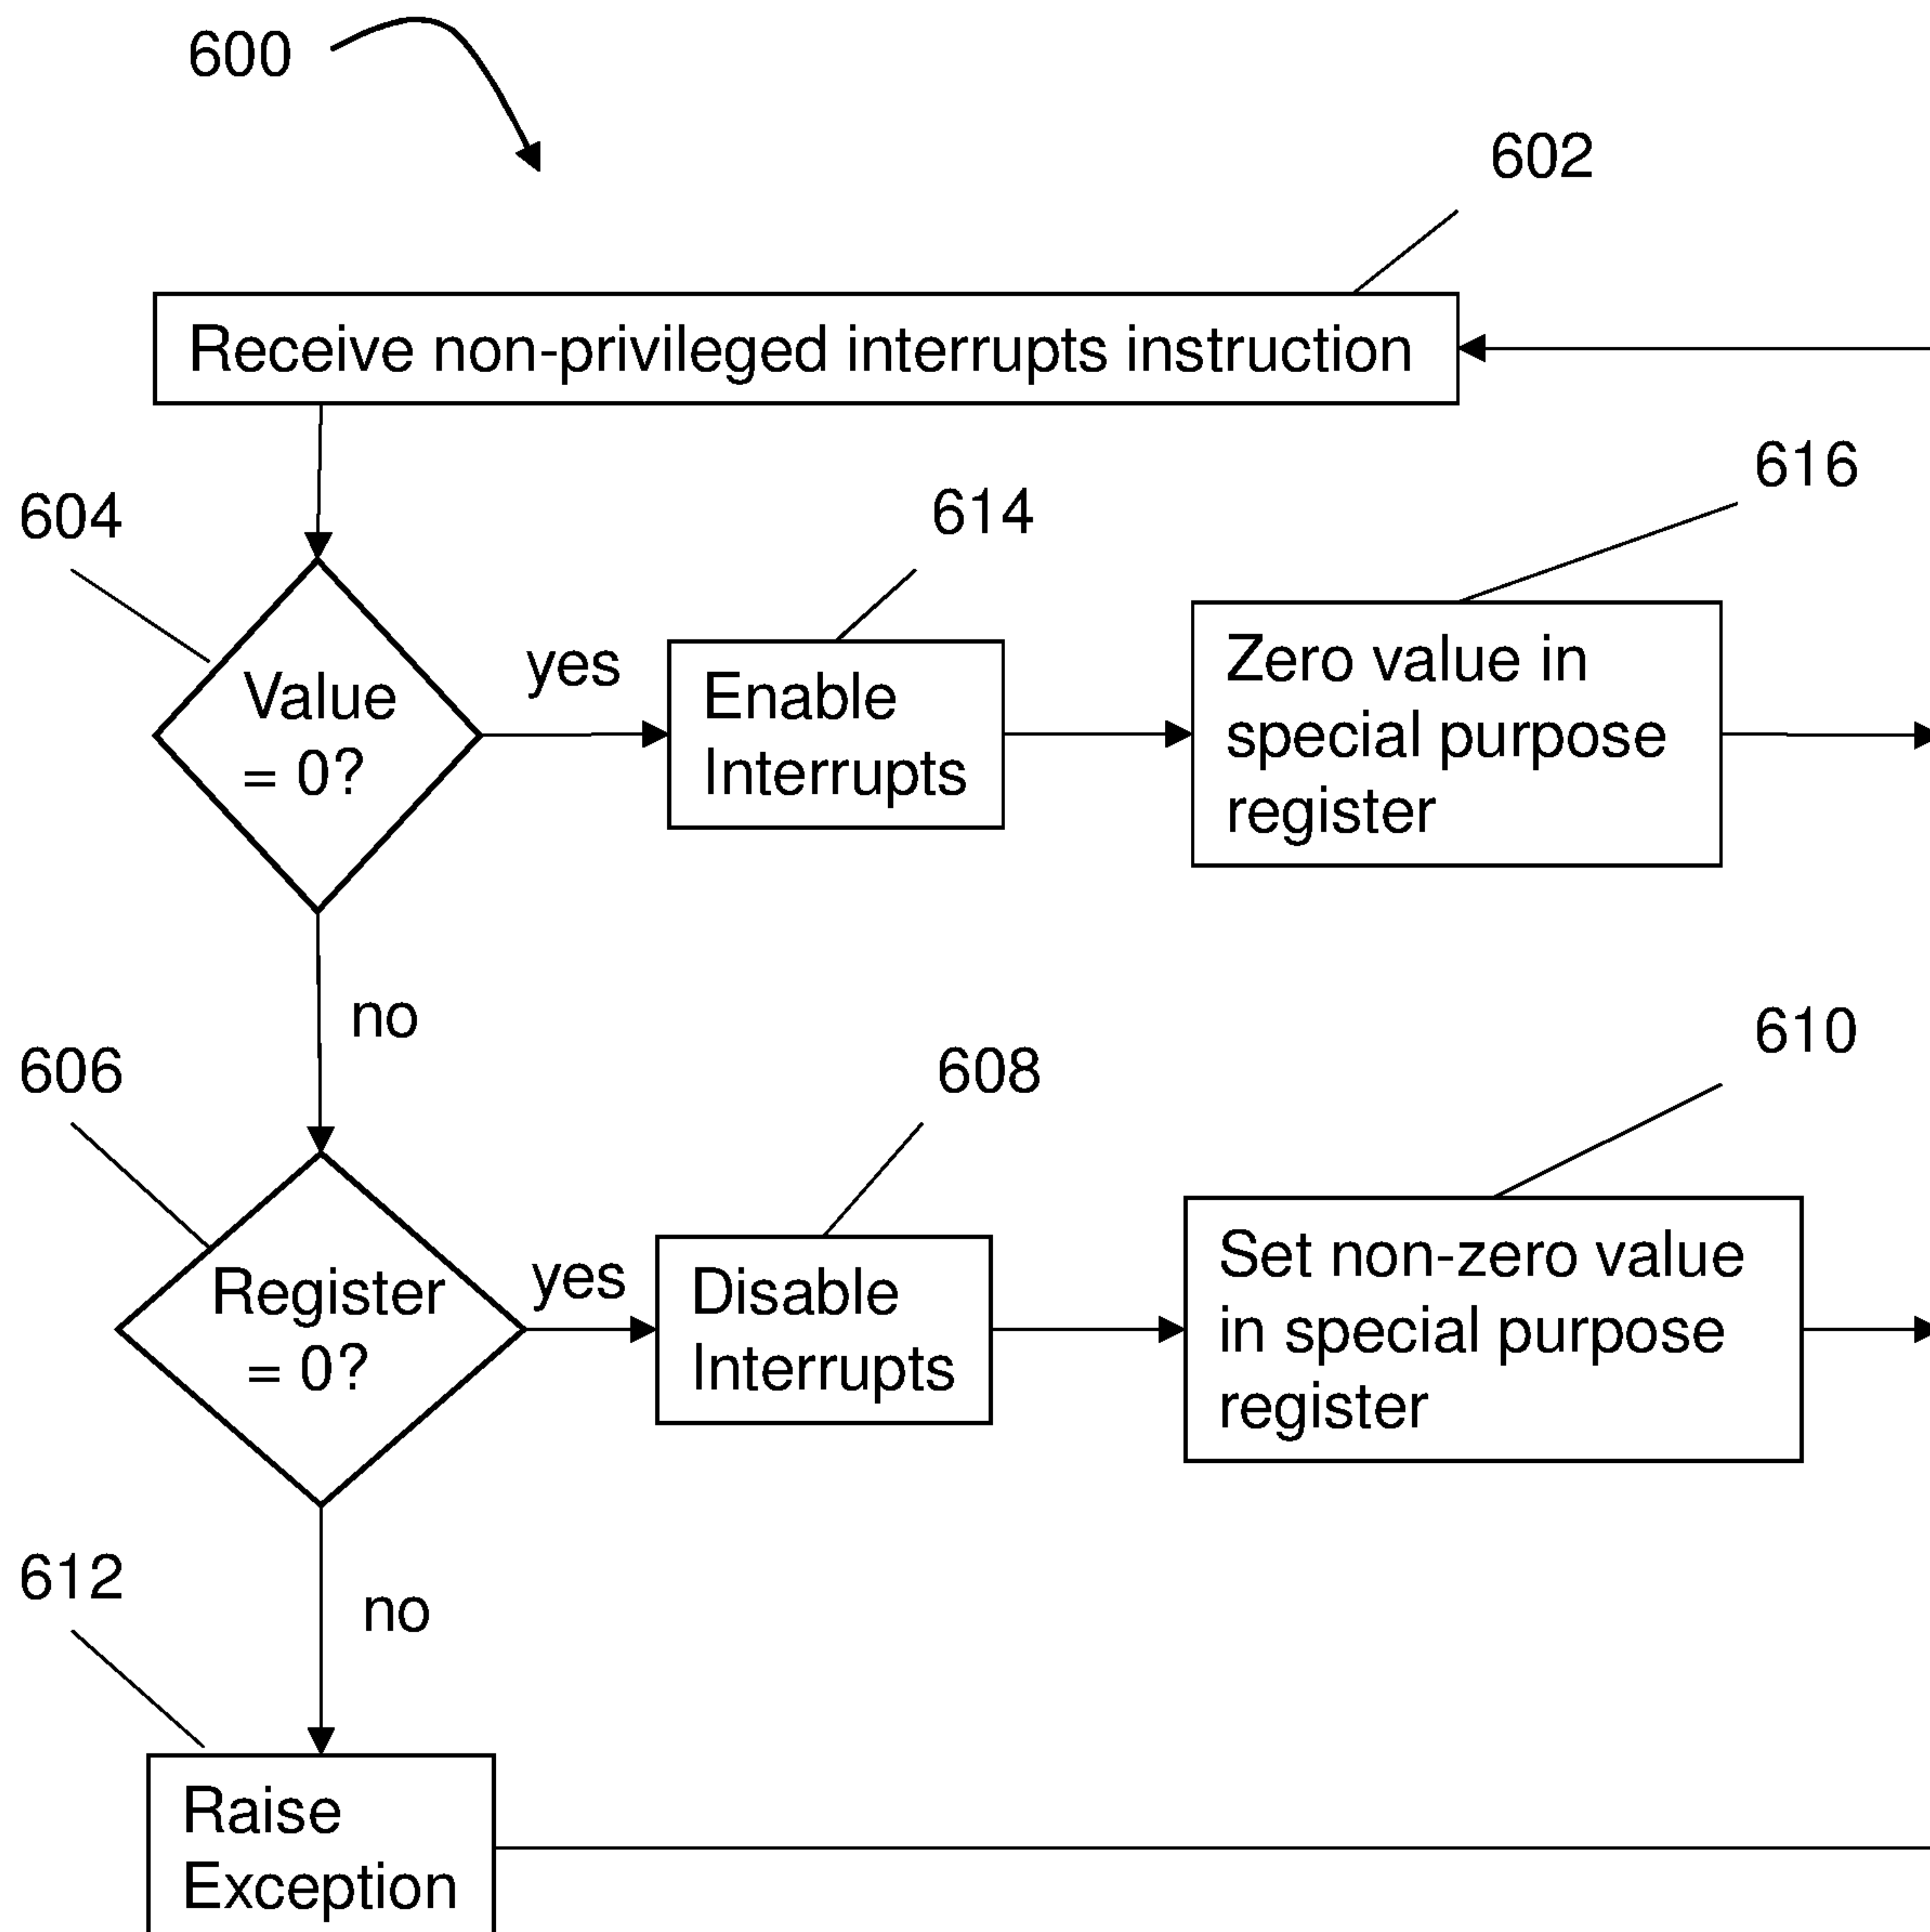 600
602
Receive non-privileged interrupts instruction
604
614
616
Value
= 0?
yes
Enable
Interrupts
Zero value in
special purpose
register
no
606
608
610
Register
= 0?
yes
Disable
Interrupts
Set non-zero value
in special purpose
register
612
no
Raise
Exception